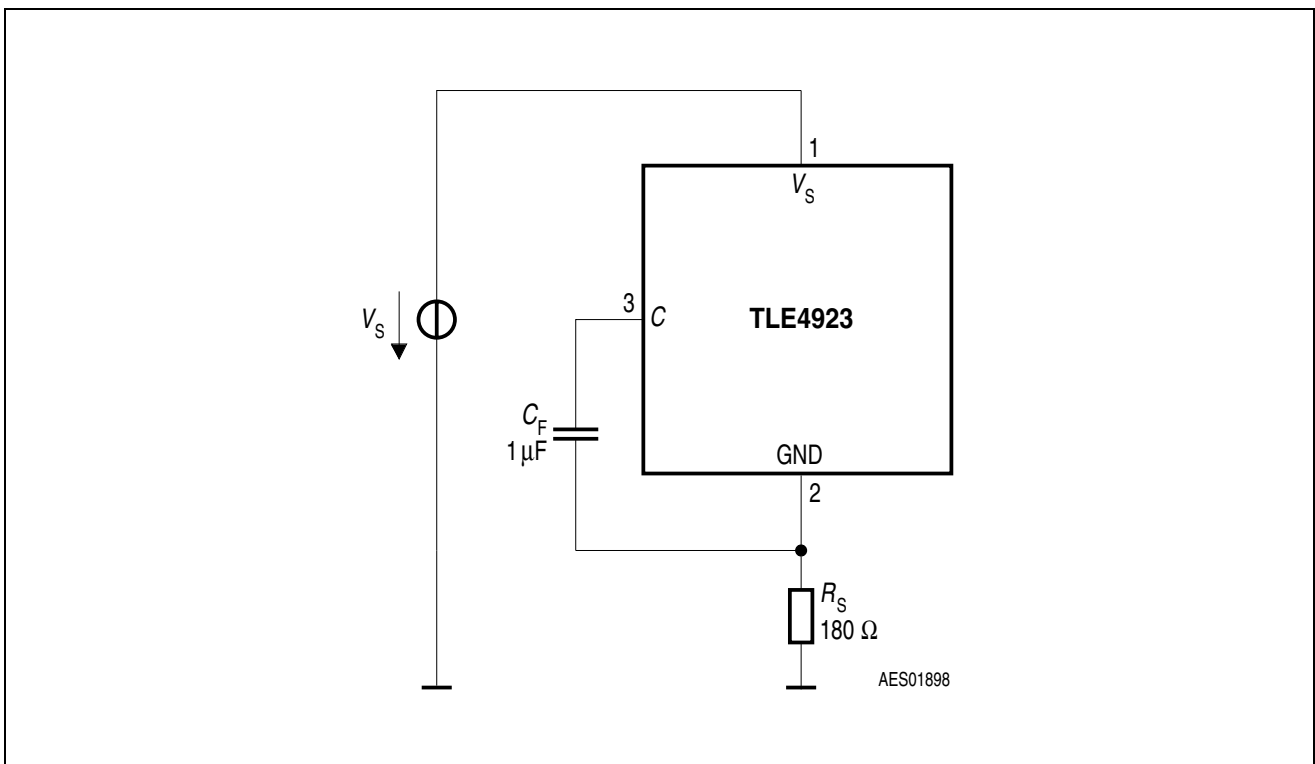 1
V_S
3
C
TLE4923
V_S
C_F
1 µF
GND
2
R_S
180 Ω
AES01898